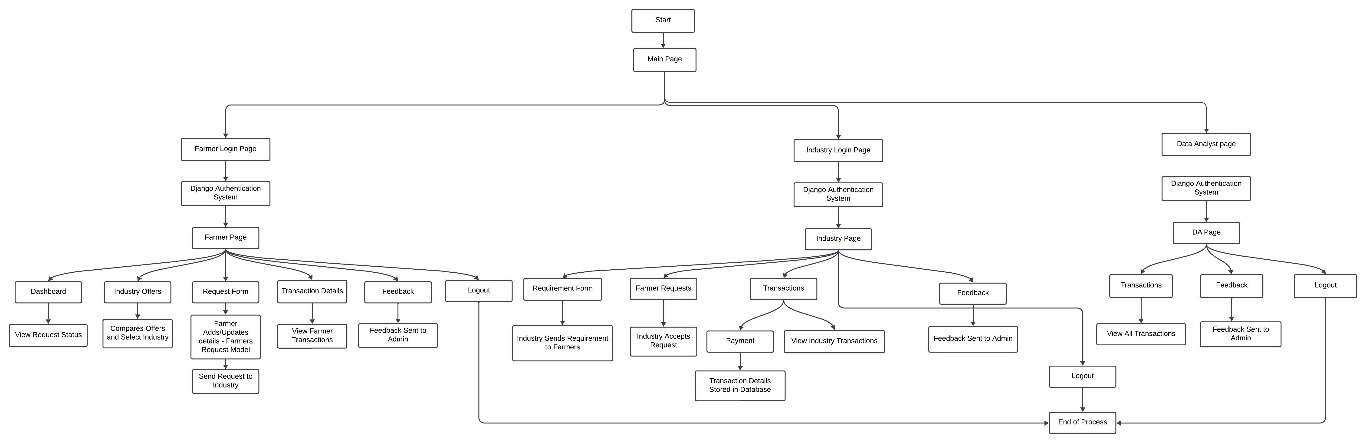 Start
Main Page
Farmer Login Page
Industry Login Page
Data Analyst page
Django Authentication
System
Django Authentication
System
Django Authentication
System
Farmer Page
Industry Page
DA Page
Dashboard
Industry Offers
Request Form
Transaction Details
Feedback
Logout
Requirement Form
Farmer Requests
Transactions
Feedback
Transactions
Feedback
Logout
View Request Status
Compares Offers
and Select Industry
Farmer
Adds/Updates
details - Farmers
Request Model
View Farmer
Transactions
Feedback Sent to
Admin
Industry Sends Requirement
to Farmers
Industry Accepts
Request
Payment
View Industry Transactions
Feedback Sent to Admin
View All Transactions
Feedback Sent to
Admin
Send Request to
Industry
Transaction Details
Stored in Database
Logout
End of Process